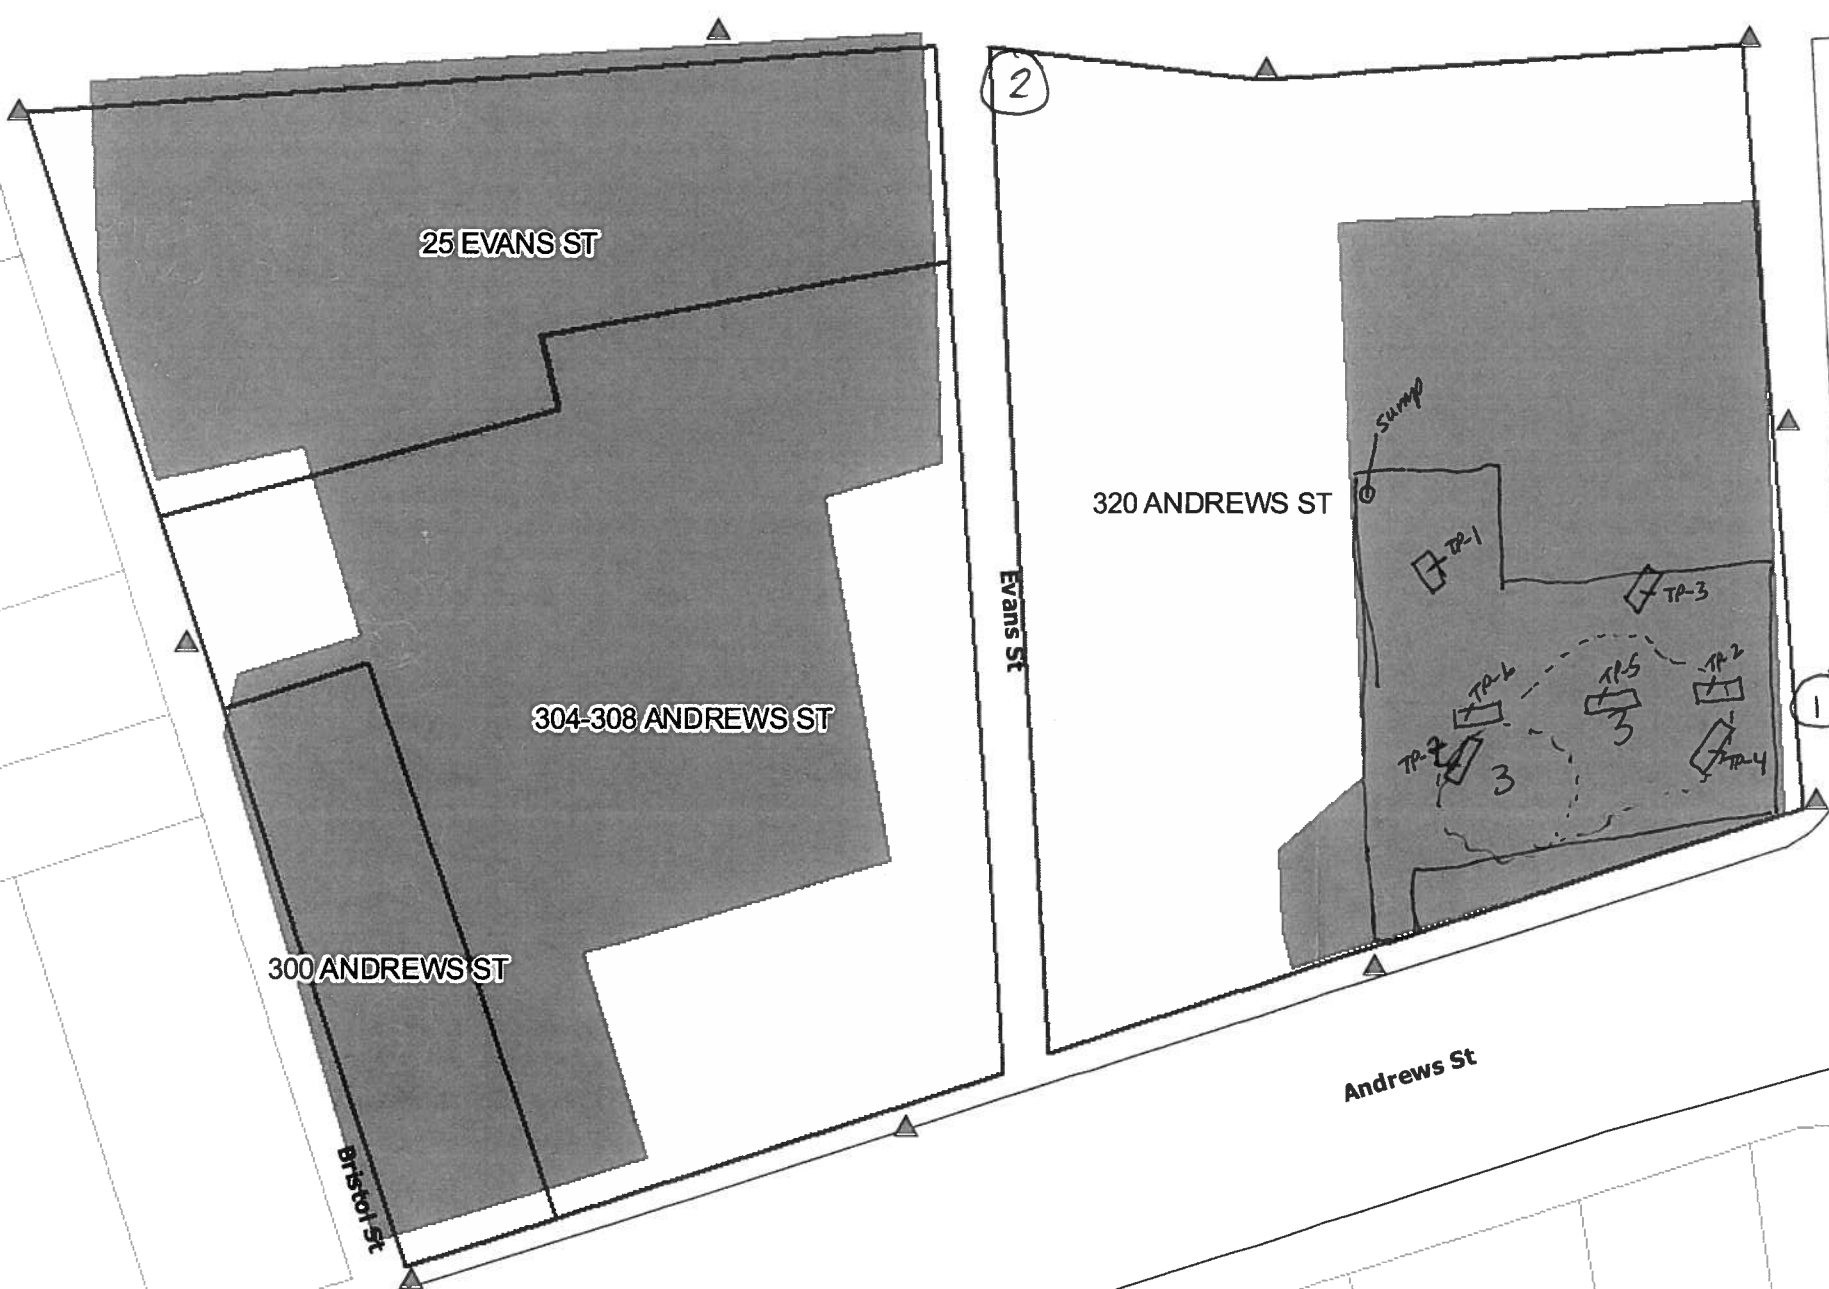 2
25 EVANS ST
sump
320 ANDREWS ST
TP-1
Evans St
TP-3
TP-6
TP-5
TP-2
304-308 ANDREWS ST
1
3
TP-7
3
TP-4
300 ANDREWS ST
Andrews St
Bristol St